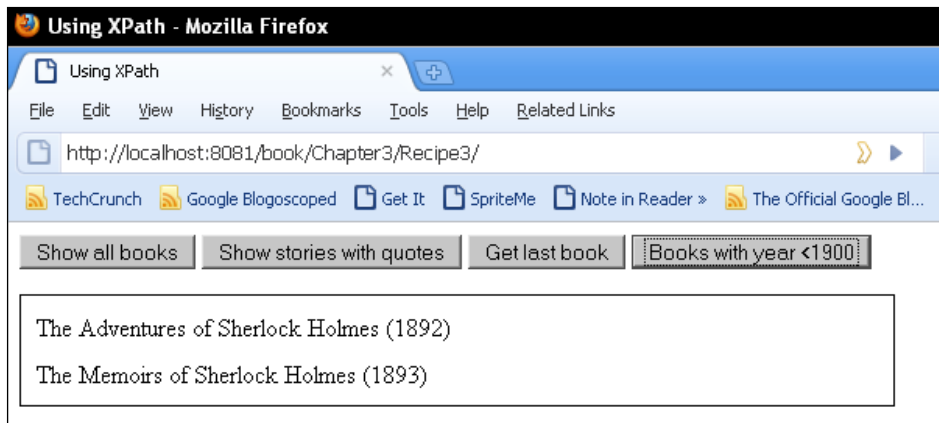 Using XPath - Mozilla Firefox
Using XPath
File Edit View History Bookmarks Tools Help Related Links
http://localhost:8081/book/Chapter3/Recipe3/
TechCrunch Google Blogoscoped Get It SpriteMe Note in Reader » The Official Google Bl...
Show all books Show stories with quotes Get last book Books with year <1900
The Adventures of Sherlock Holmes (1892)
The Memoirs of Sherlock Holmes (1893)